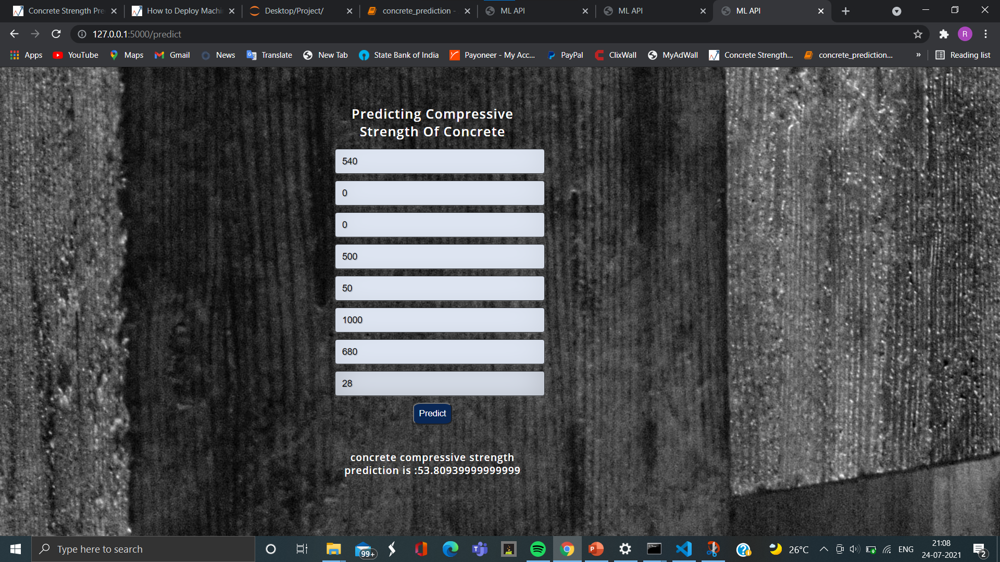 Concrete Strength Pre
How to Deploy Machi
Desktop/Project/
concrete_prediction -
ML API
ML API
ML API
127.0.0.1:5000/predict
R
Apps
YouTube
Maps
Gmail
News
Translate
New Tab
State Bank of India
Payoneer - My Acc...
PayPal
ClixWall
MyAdWall
Concrete Strength...
concrete_prediction...
»
Reading list
Predicting Compressive
Strength Of Concrete
540
0
0
500
50
1000
680
28
Predict
concrete compressive strength
prediction is :53.80939999999999
Type here to search
99+
26°C
ENG
21:08
24-07-2021
2